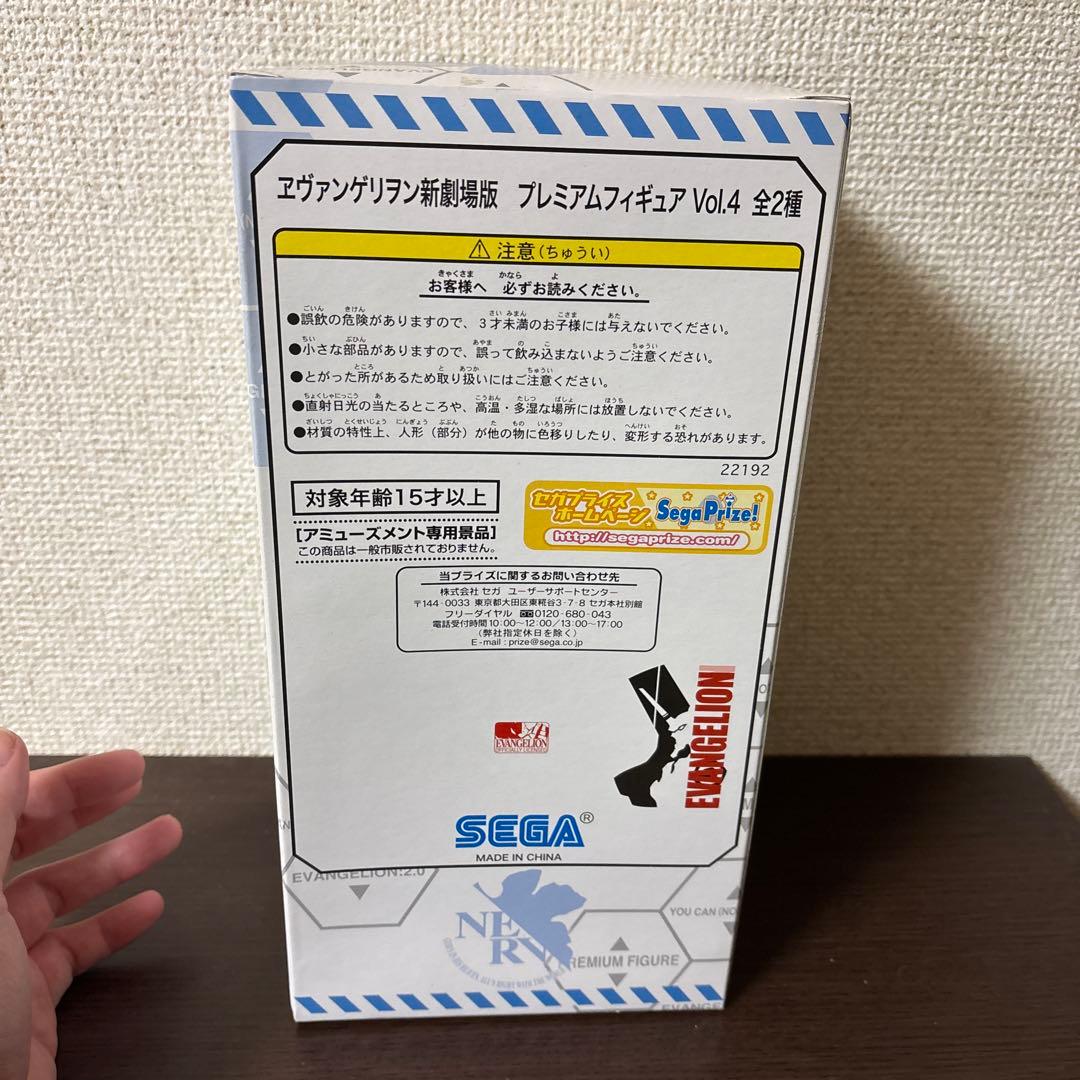 EVANGELION
ヱヴァンゲリヲン新劇場版 プレミアムフィギュア Vol.4 全2種
⚠ 注意(ちゅうい)
お客様へ 必ずお読みください。
●誤飲の危険がありますので、3才未満のお子様には与えないでください。
●小さな部品がありますので、誤って飲み込まないようご注意ください。
●とがった所があるため取り扱いにはご注意ください。
●直射日光の当たるところや、高温・多湿な場所には放置しないでください。
●材質の特性上、人形(部分)が他の物に色移りしたり、変形する恐れがあります。
22192
対象年齢15才以上
[アミューズメント専用景品]
この商品は一般市販されておりません。
セガプライズ
ホームページ
SegaPrize!
http://segaprize.com/
当プライズに関するお問い合わせ先
株式会社 セガ ユーザーサポートセンター
〒144-0033 東京都大田区東糀谷3-7-8 セガ本社別館
フリーダイヤル 0120-680-043
電話受付時間 10:00~12:00/13:00~17:00
(弊社指定休日を除く)
E-mail : prize@sega.co.jp
EVANGELION
EVANGELION
OFFICIALLY LICENSED
SEGA®
MADE IN CHINA
EVANGELION:2.0
NERV
YOU CAN (NO
REMIUM FIGURE